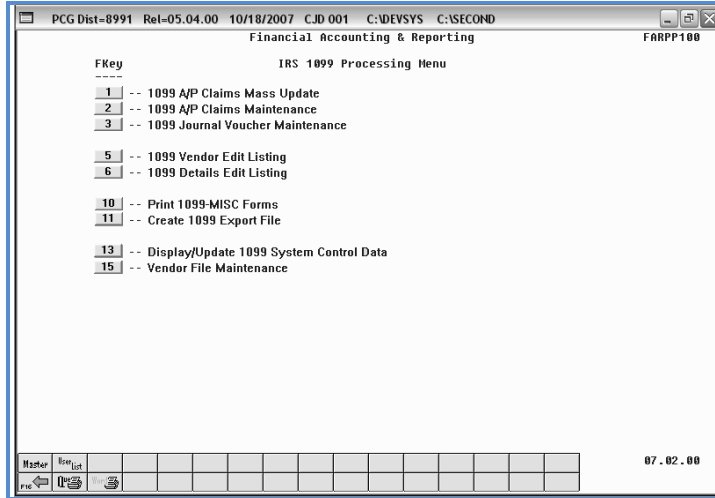 PCG Dist=8991 Rel=05.04.00 10/18/2007 CJD 001 C:\DEVSYS C:\SECOND
Financial Accounting & Reporting FARPP100
FKey IRS 1099 Processing Menu
----
1 -- 1099 A/P Claims Mass Update
2 -- 1099 A/P Claims Maintenance
3 -- 1099 Journal Voucher Maintenance
5 -- 1099 Vendor Edit Listing
6 -- 1099 Details Edit Listing
10 -- Print 1099-MISC Forms
11 -- Create 1099 Export File
13 -- Display/Update 1099 System Control Data
15 -- Vendor File Maintenance
Master User List 07.02.00
F16 Que